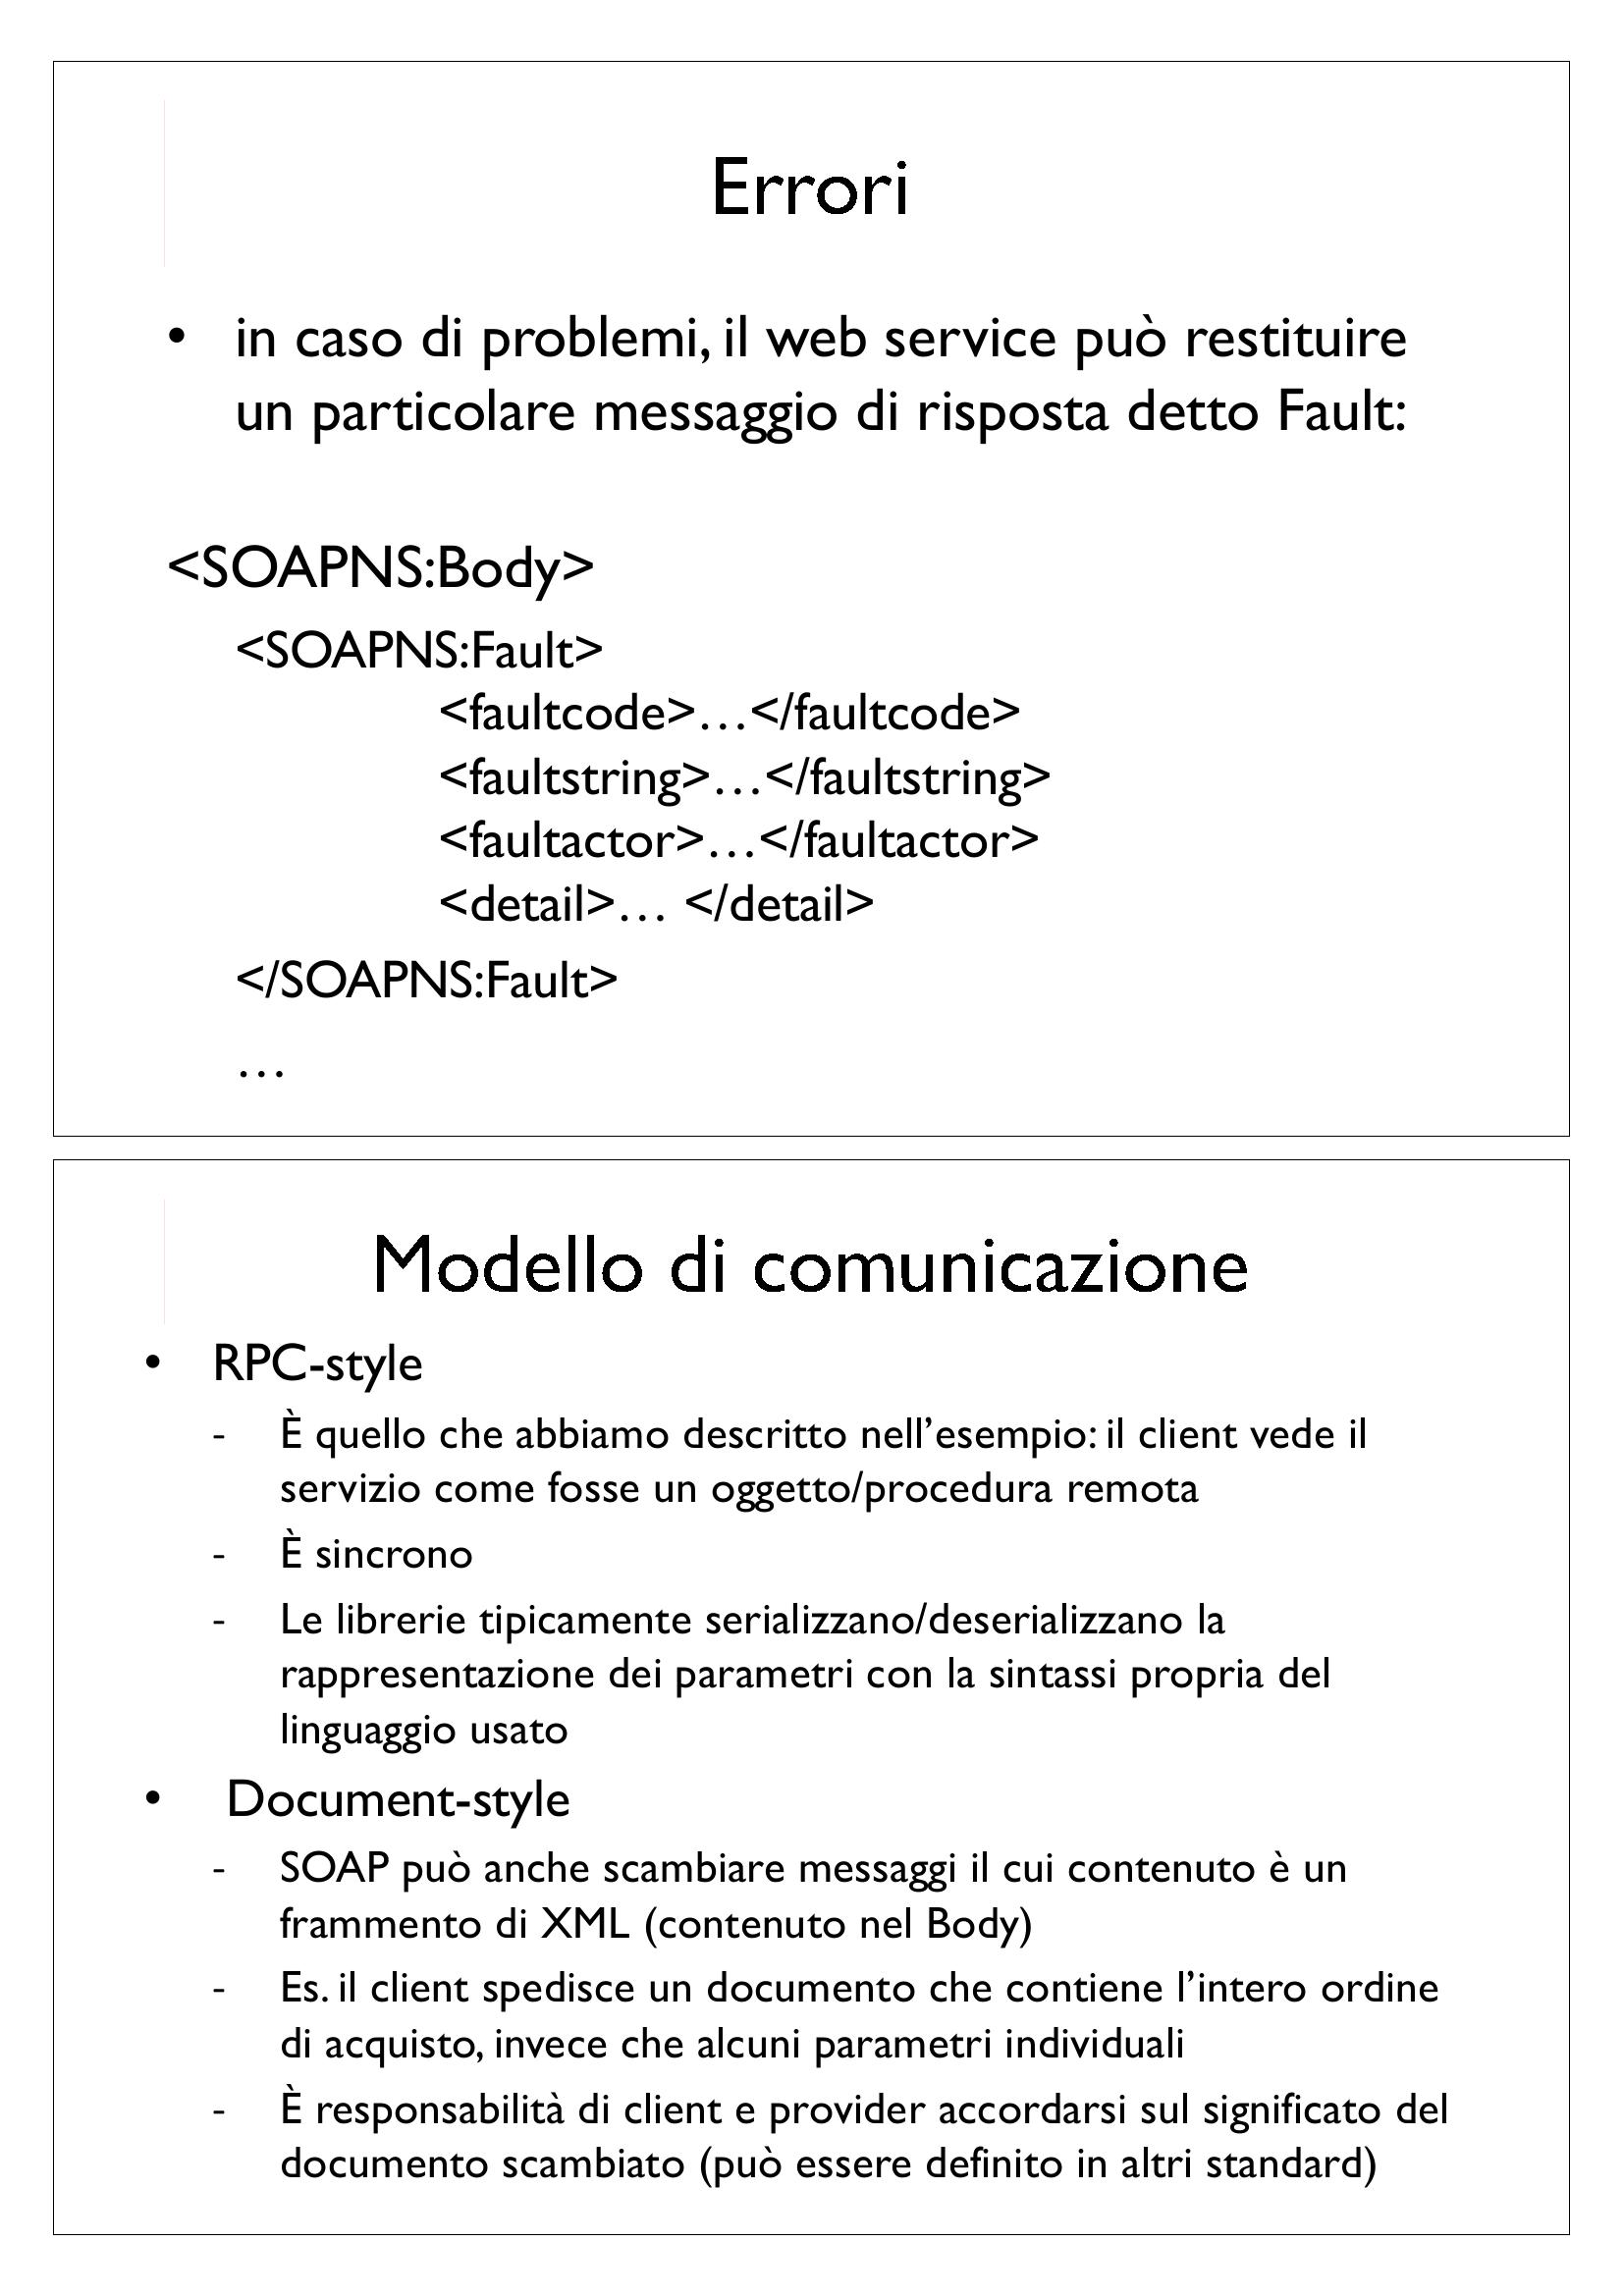 Errori
• in caso di problemi, il web service può restituire
un particolare messaggio di risposta detto Fault:
<SOAPNS:Body>
<SOAPNS:Fault>
<faultcode>…</faultcode>
<faultstring>…</faultstring>
<faultactor>…</faultactor>
<detail>… </detail>
</SOAPNS:Fault>
…
Modello di comunicazione
• RPC-style
- È quello che abbiamo descritto nell’esempio: il client vede il
servizio come fosse un oggetto/procedura remota
- È sincrono
- Le librerie tipicamente serializzano/deserializzano la
rappresentazione dei parametri con la sintassi propria del
linguaggio usato
• Document-style
- SOAP può anche scambiare messaggi il cui contenuto è un
frammento di XML (contenuto nel Body)
- Es. il client spedisce un documento che contiene l’intero ordine
di acquisto, invece che alcuni parametri individuali
- È responsabilità di client e provider accordarsi sul significato del
documento scambiato (può essere definito in altri standard)